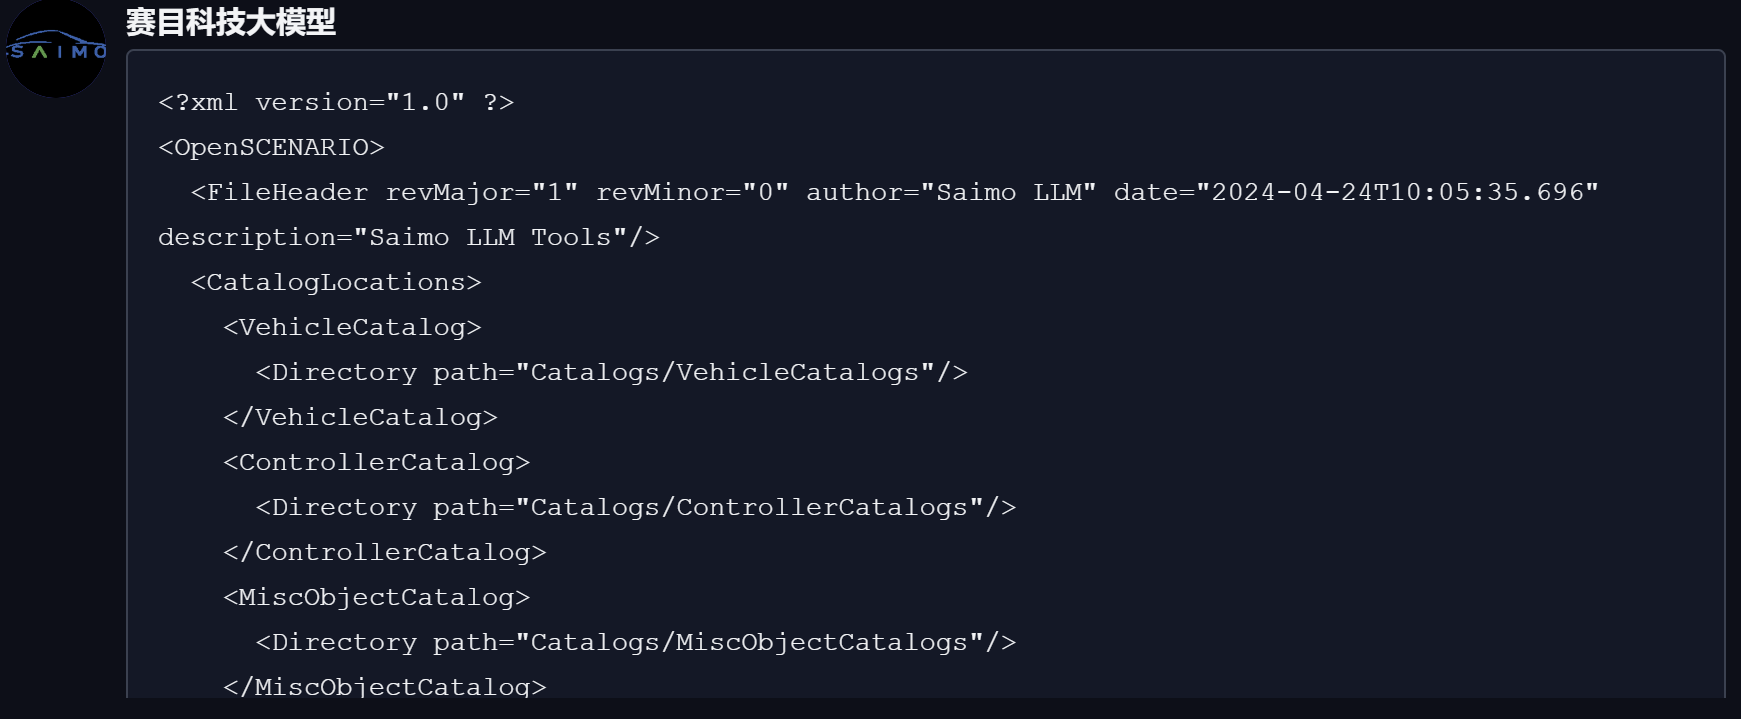 赛目科技大模型
SAIMO
<?xml version="1.0" ?>
<OpenSCENARIO>
<FileHeader revMajor="1" revMinor="0" author="Saimo LLM" date="2024-04-24T10:05:35.696"
description="Saimo LLM Tools"/>
<CatalogLocations>
<VehicleCatalog>
<Directory path="Catalogs/VehicleCatalogs"/>
</VehicleCatalog>
<ControllerCatalog>
<Directory path="Catalogs/ControllerCatalogs"/>
</ControllerCatalog>
<MiscObjectCatalog>
<Directory path="Catalogs/MiscObjectCatalogs"/>
</MiscObjectCatalog>